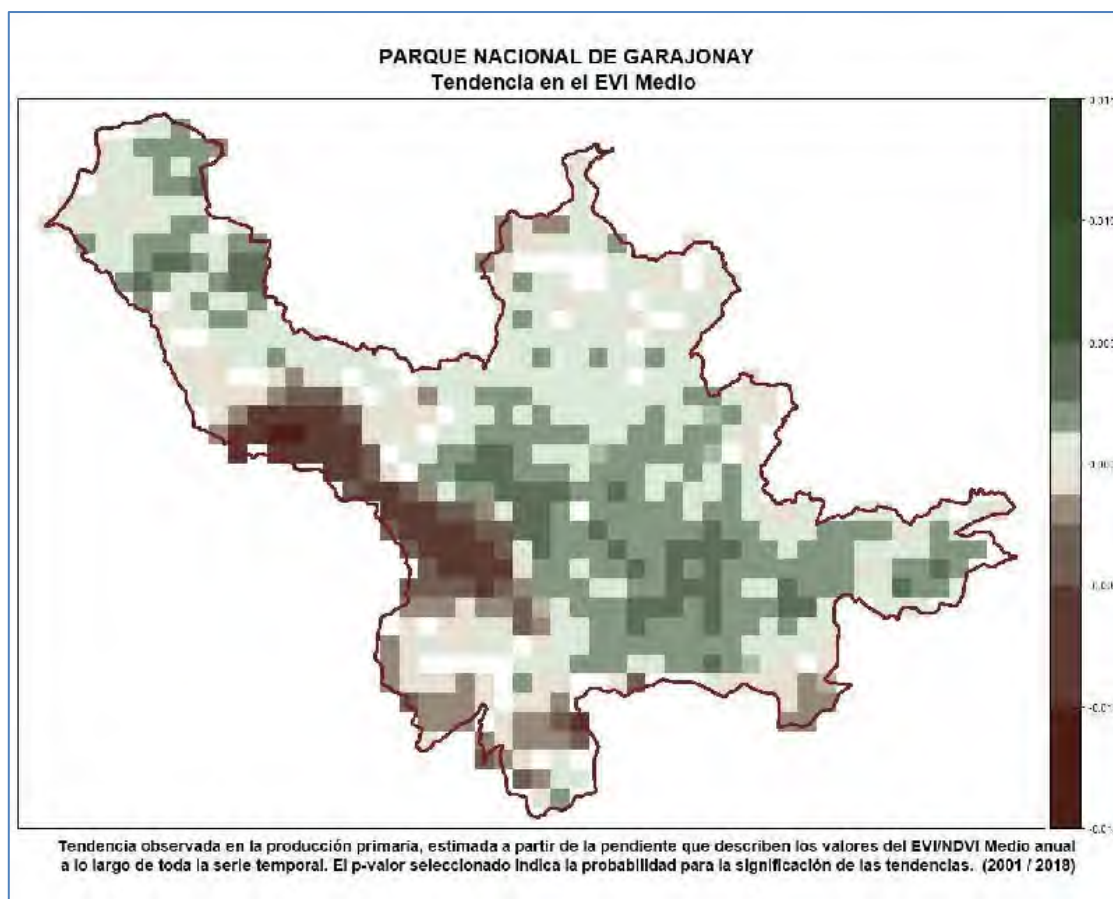 PARQUE NACIONAL DE GARAJONAY
Tendencia en el EVI Medio
Tendencia observada en la producción primaria, estimada a partir de la pendiente que describen los valores del EVI/NDVI Medio anual
a lo largo de toda la serie temporal. El p-valor seleccionado indica la probabilidad para la significación de las tendencias. (2001 / 2018)